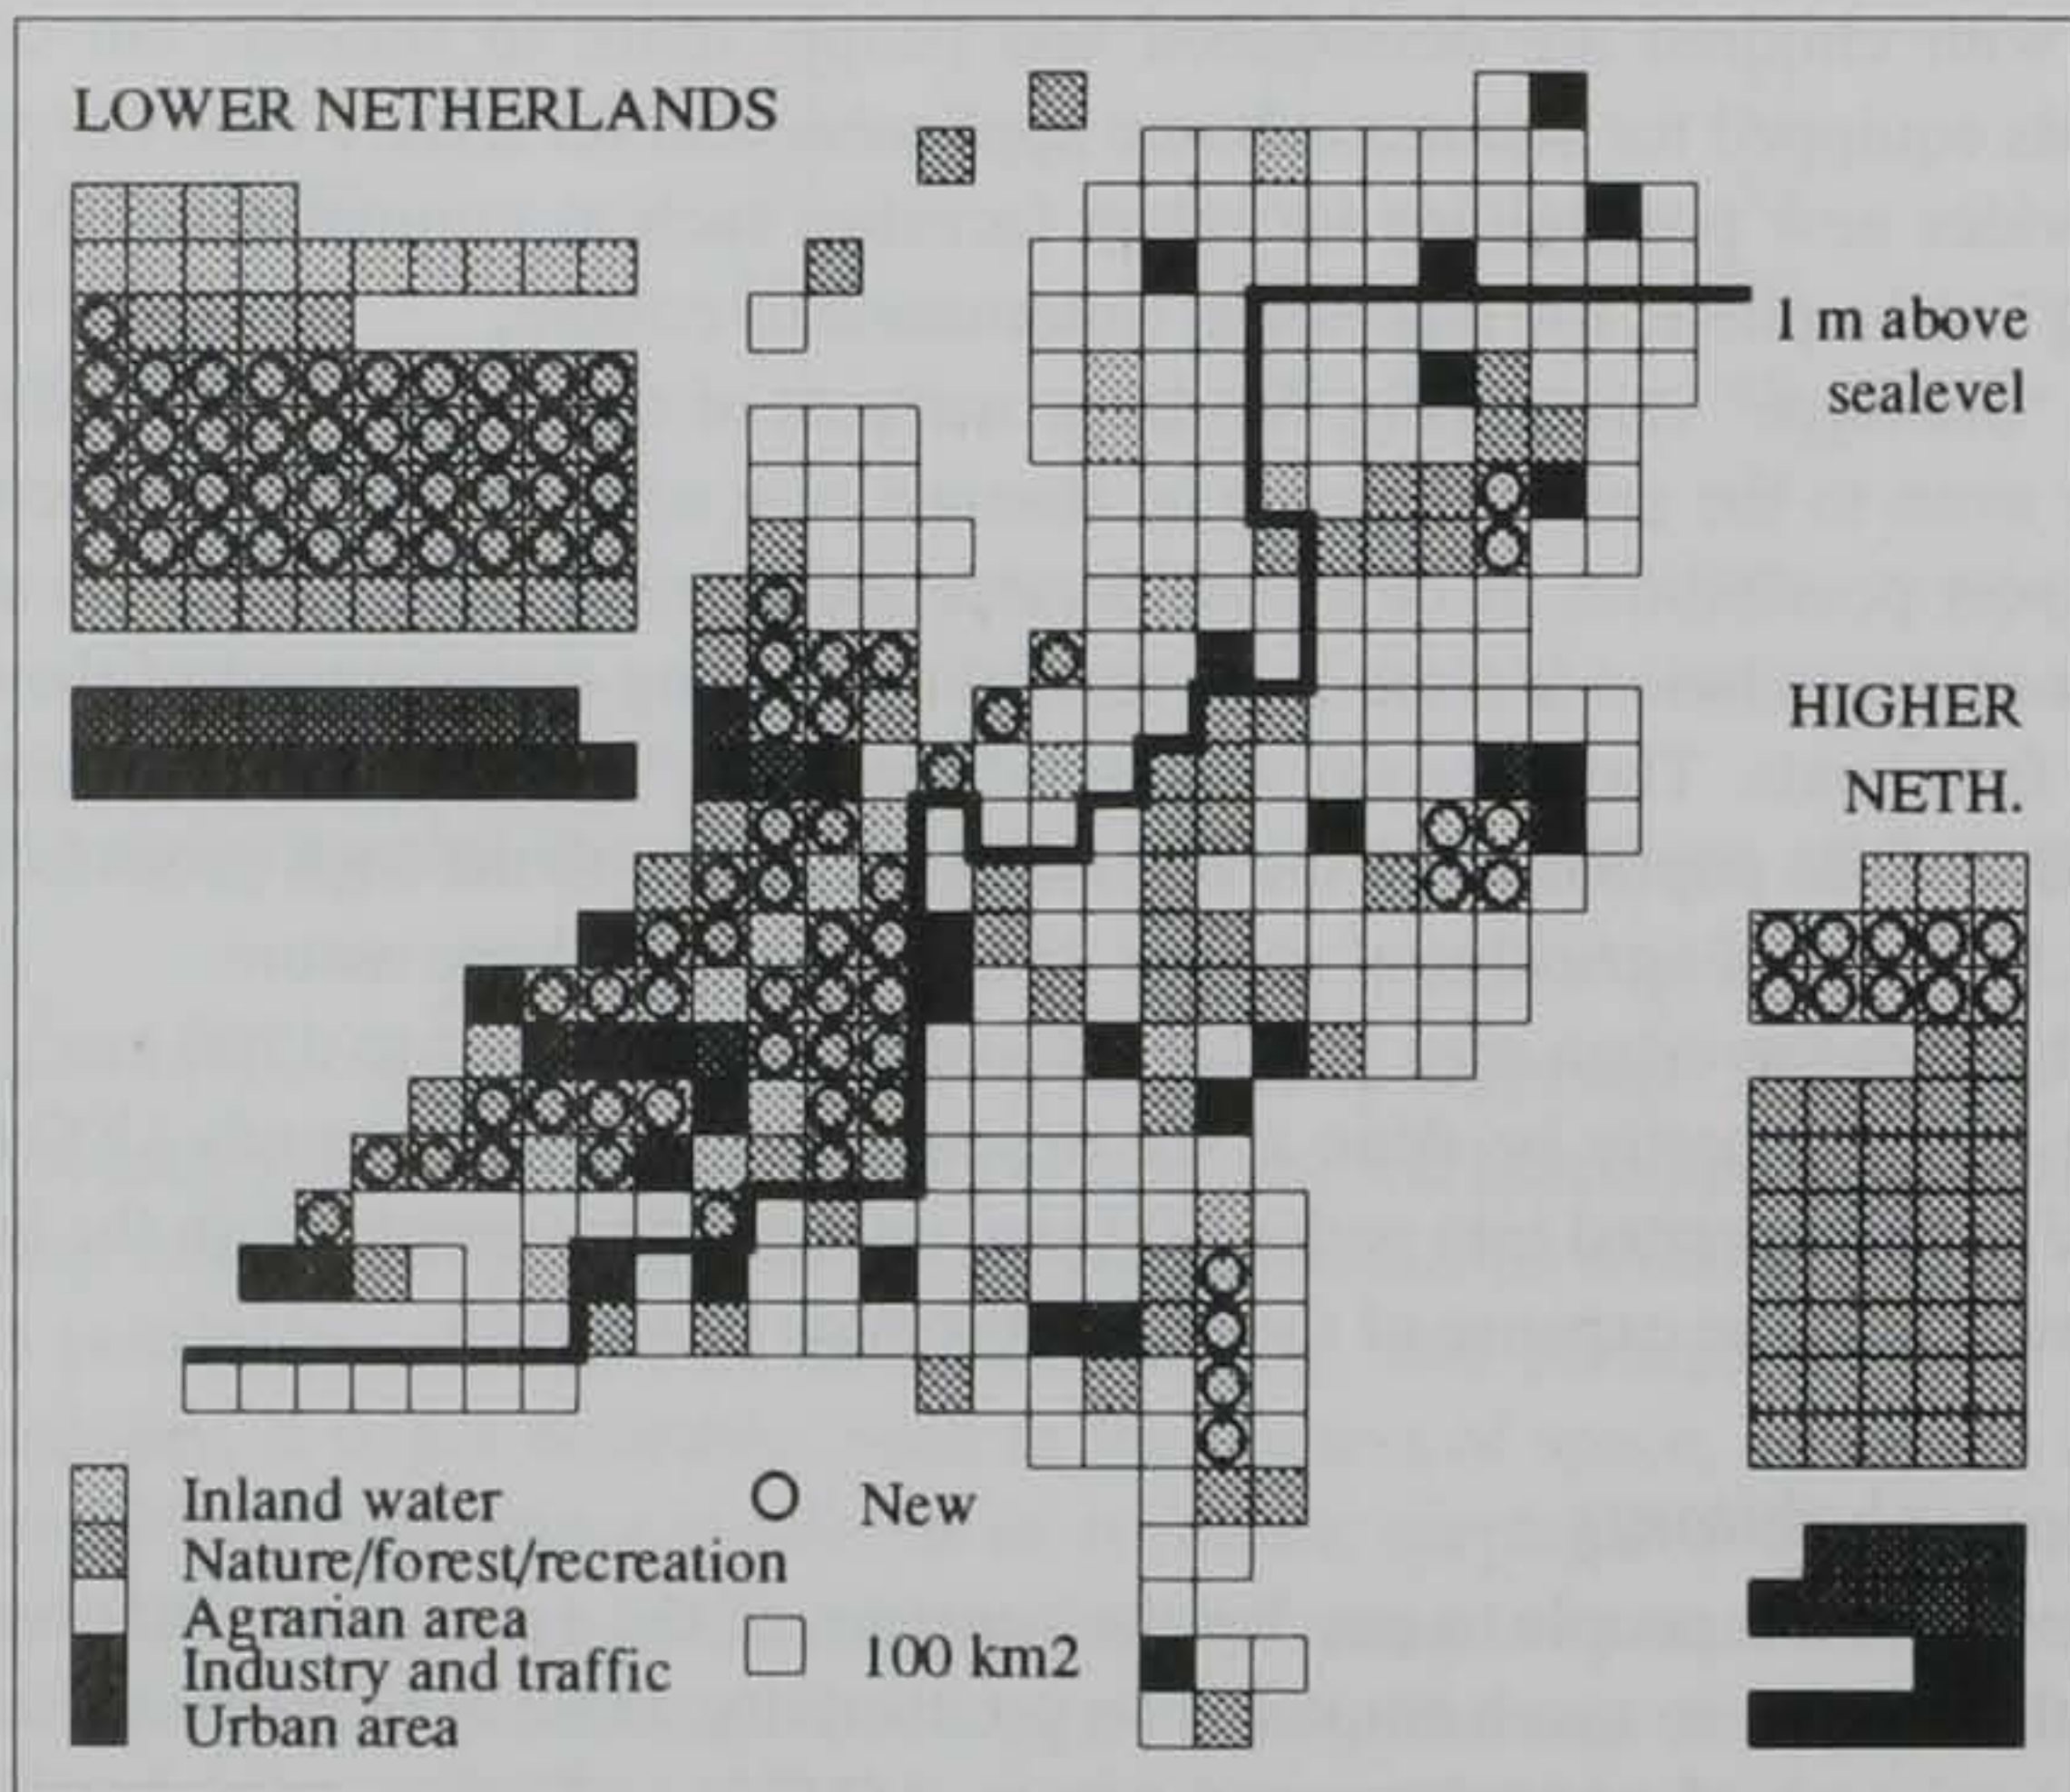 LOWER NETHERLANDS
1 m above
sealevel
HIGHER
NETH.
Inland water
Nature/forest/recreation
Agrarian area
Industry and traffic
Urban area
New
100 km2